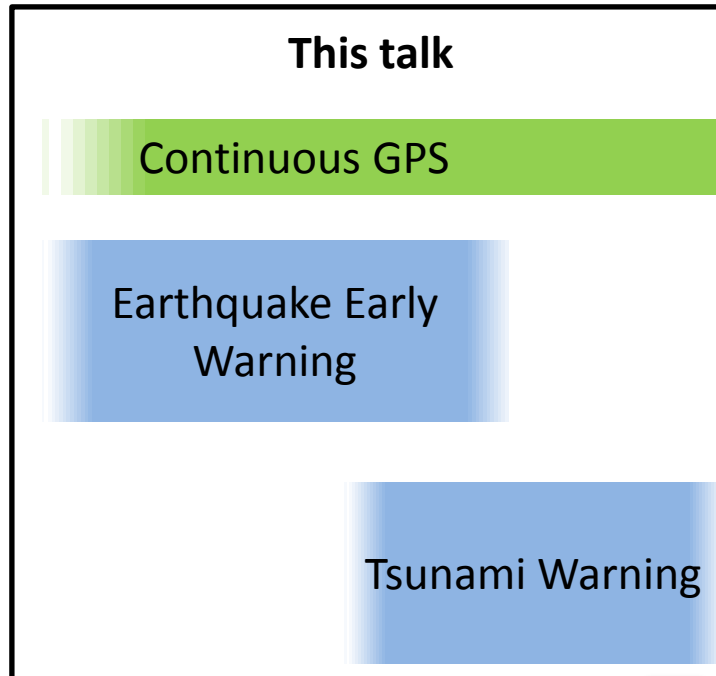 This talk
Continuous GPS
Earthquake Early
Warning
Tsunami Warning